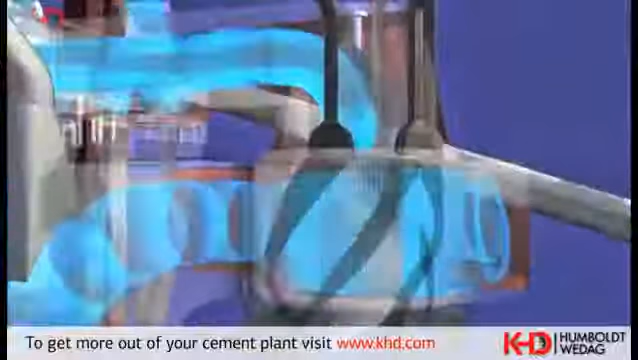 To get more out of your cement plant visit www.khd.com
KHD HUMBOLDT
WEDAG